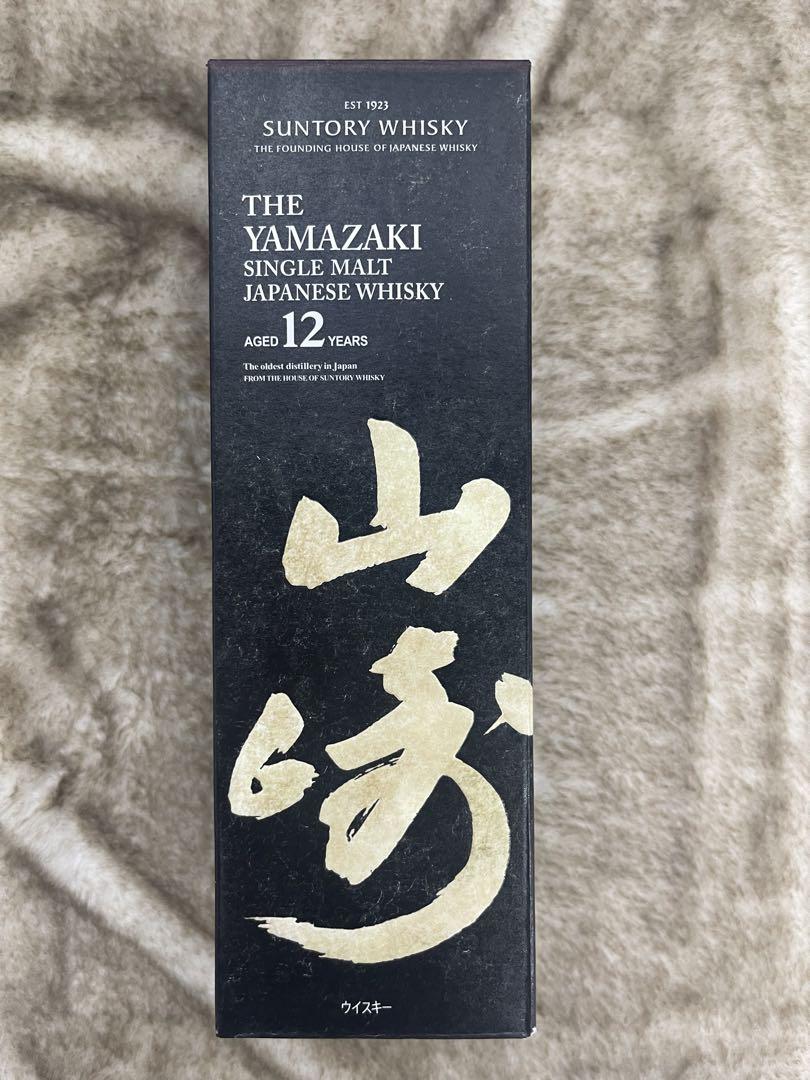 EST 1923
SUNTORY WHISKY
THE FOUNDING HOUSE OF JAPANESE WHISKY
THE
YAMAZAKI
SINGLE MALT
JAPANESE WHISKY
AGED 12 YEARS
The oldest distillery in Japan
FROM THE HOUSE OF SUNTORY WHISKY
山
崎
ウイスキー